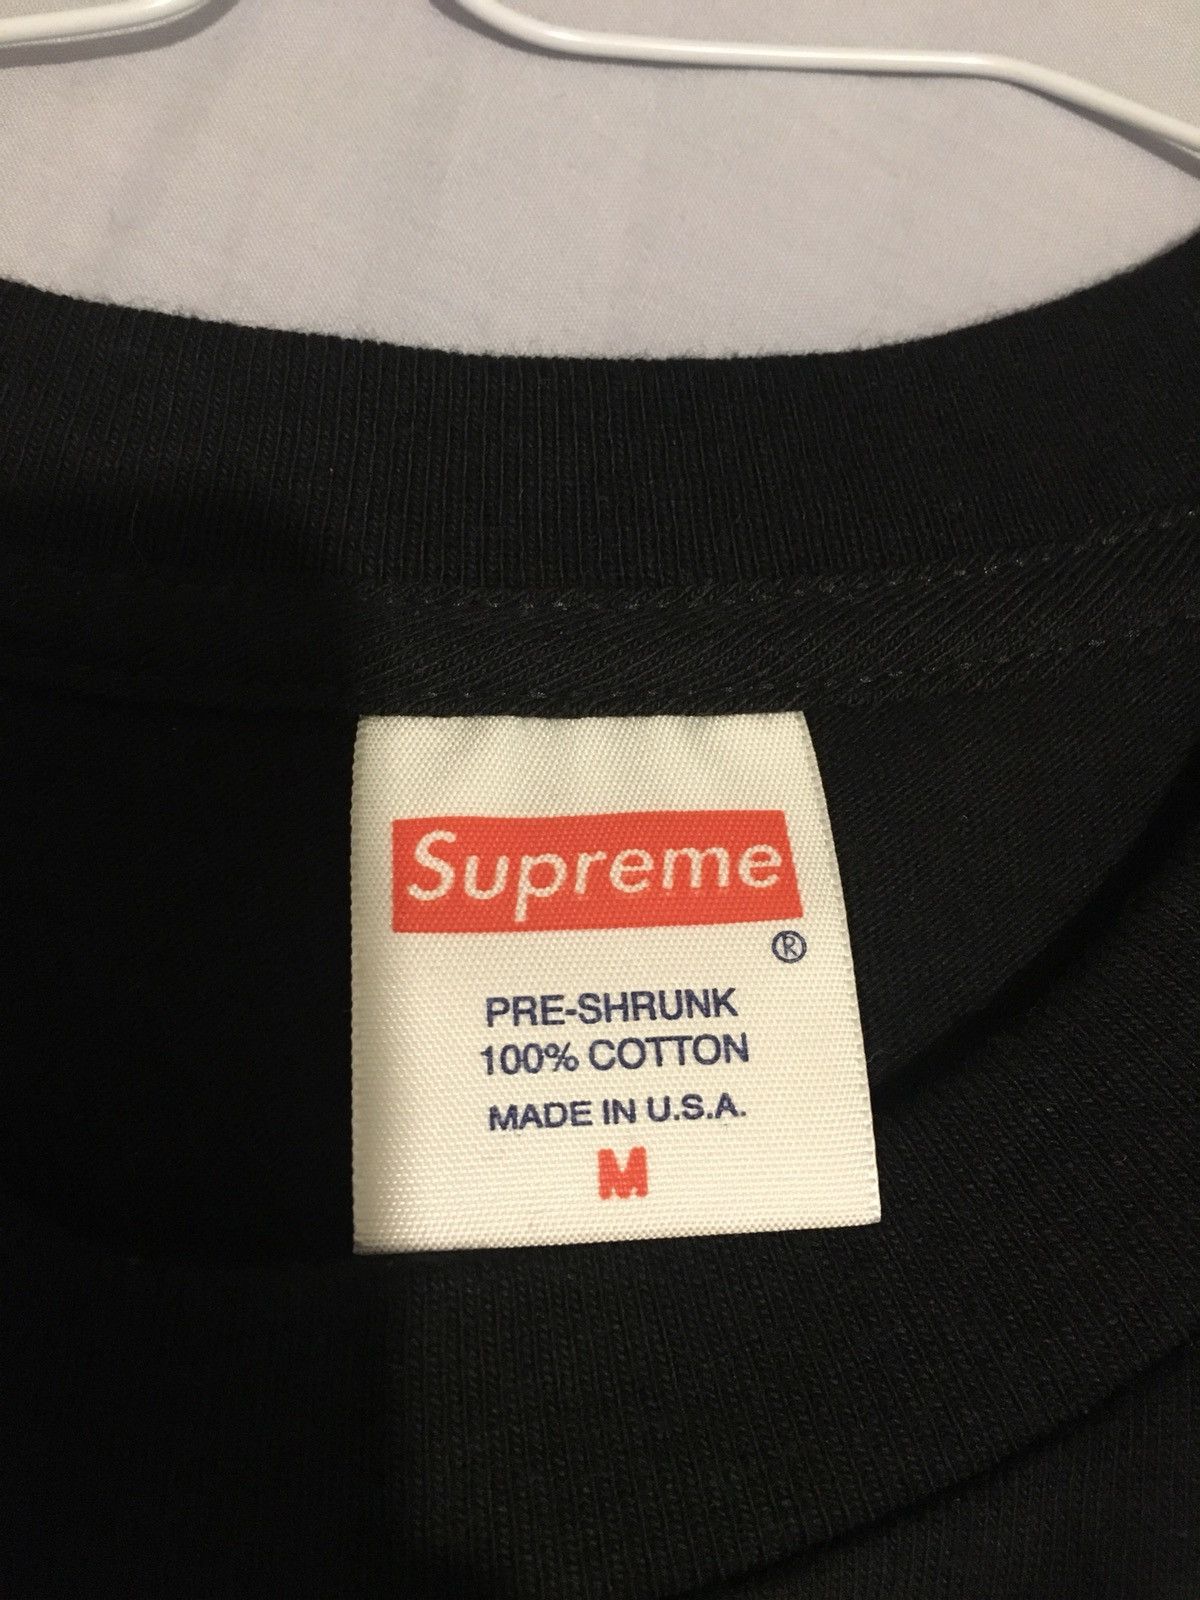 Supreme
®
PRE-SHRUNK
100% COTTON
MADE IN U.S.A.
M